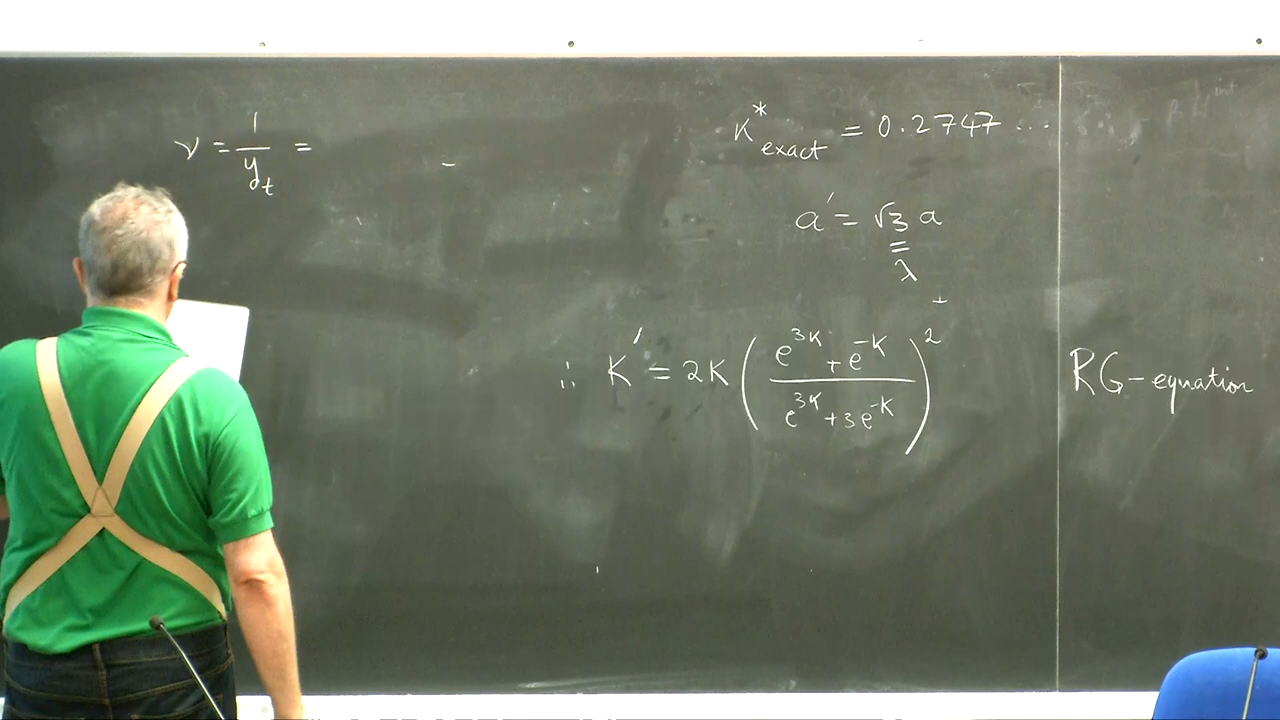 ν = 1/y_t =
K*_exact = 0.2747...
a' = √3 a
=
λ
∴ K' = 2K ( (e^{3K} + e^{-K}) / (e^{3K} + 3e^{-K}) )^2 RG-equation